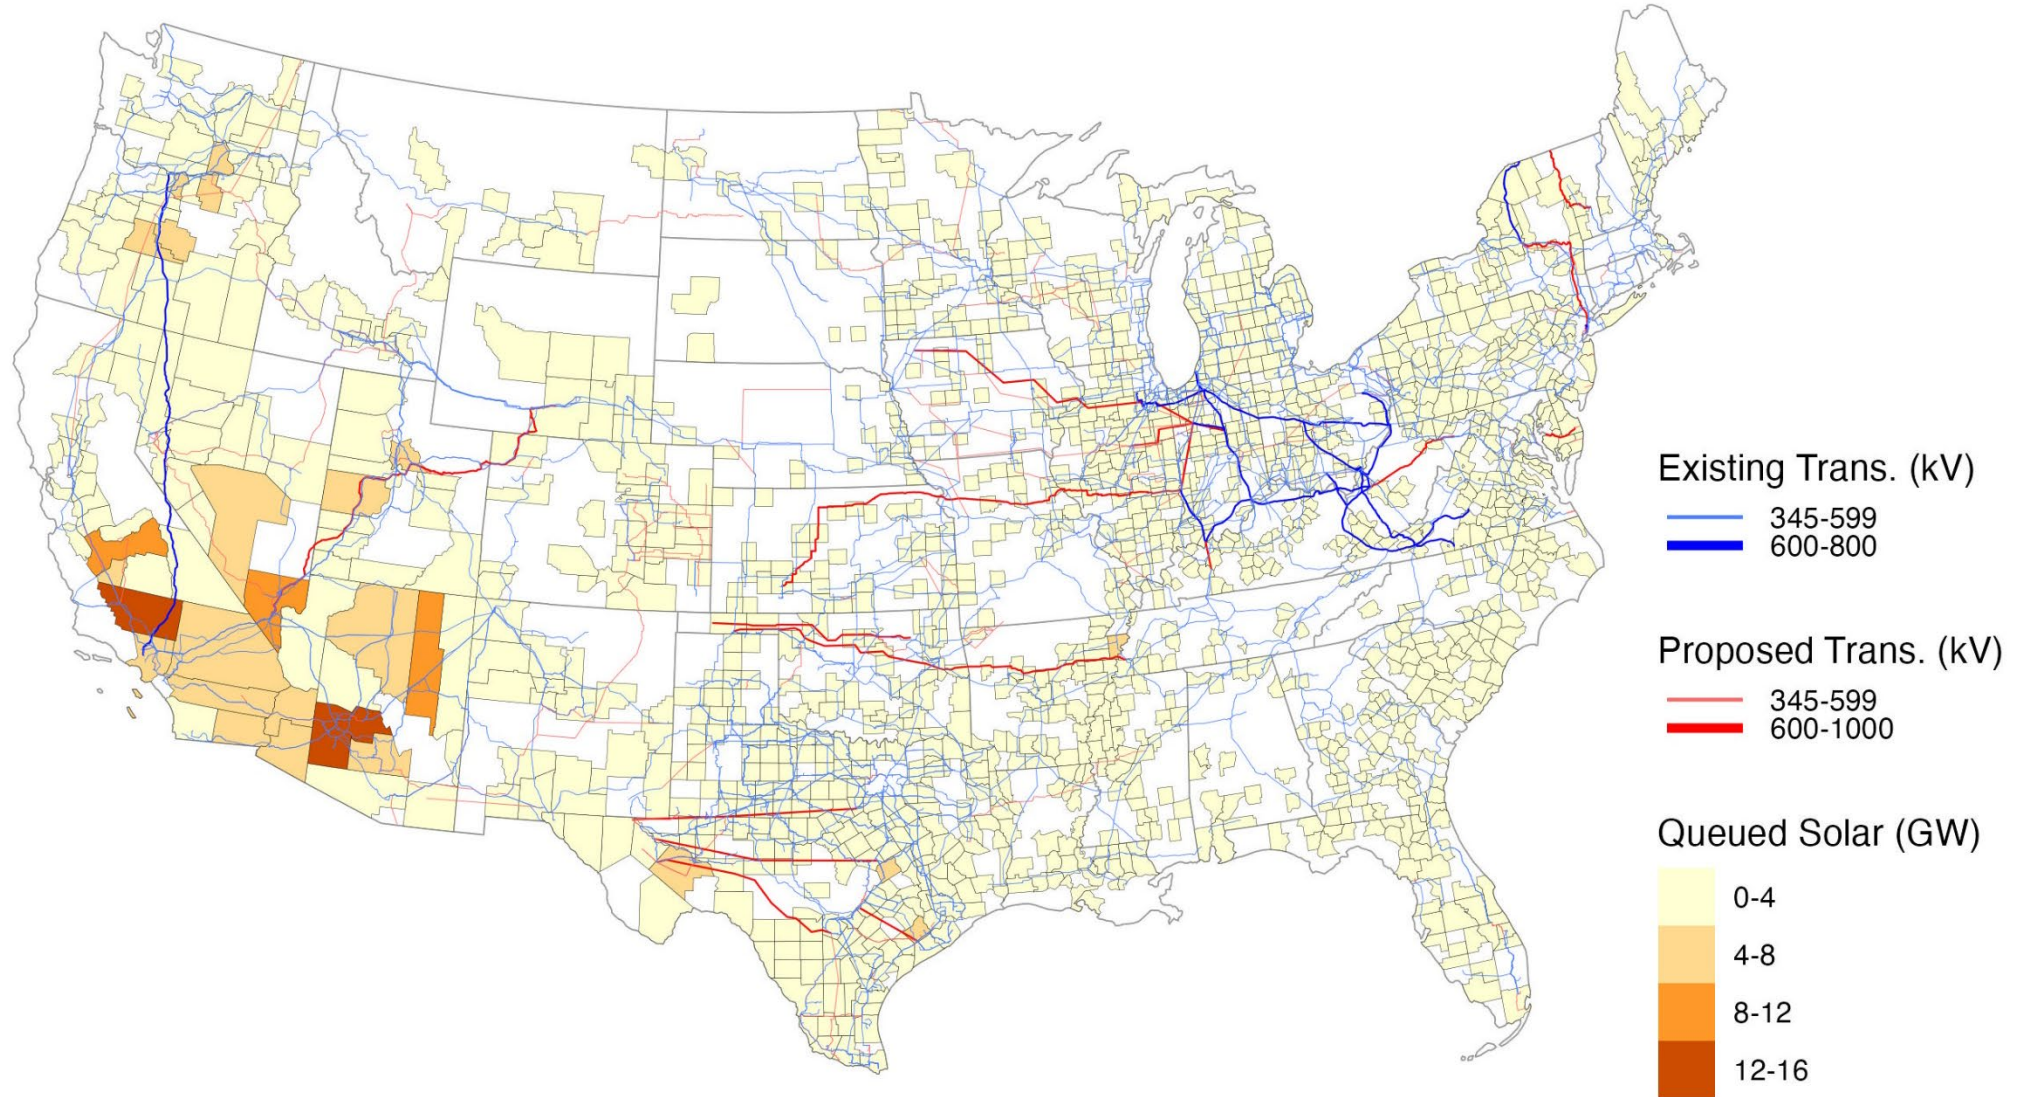 Existing Trans. (kV)
345-599
600-800
Proposed Trans. (kV)
345-599
600-1000
Queued Solar (GW)
0-4
4-8
8-12
12-16